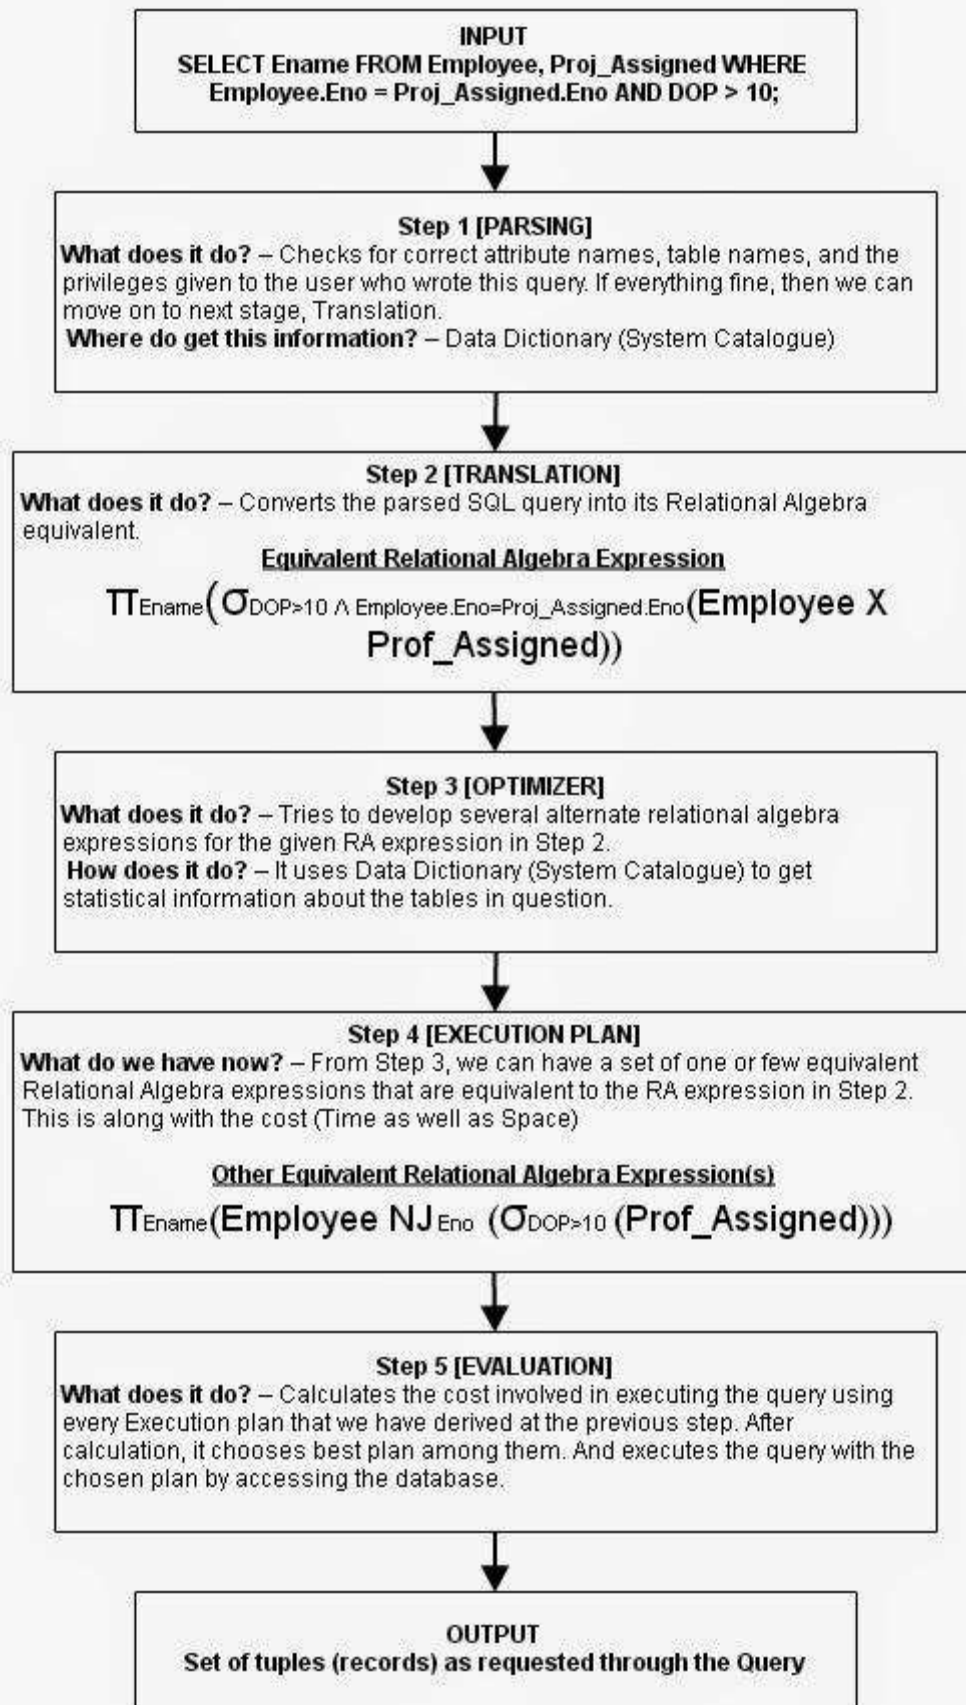 INPUT
SELECT Ename FROM Employee, Proj_Assigned WHERE
Employee.Eno = Proj_Assigned.Eno AND DOP > 10;
Step 1 [PARSING]
What does it do? – Checks for correct attribute names, table names, and the
privileges given to the user who wrote this query. If everything fine, then we can
move on to next stage, Translation.
Where do get this information? – Data Dictionary (System Catalogue)
Step 2 [TRANSLATION]
What does it do? – Converts the parsed SQL query into its Relational Algebra
equivalent.
Equivalent Relational Algebra Expression
πEname(σDOP>10 Λ Employee.Eno=Proj_Assigned.Eno(Employee X
Prof_Assigned))
Step 3 [OPTIMIZER]
What does it do? – Tries to develop several alternate relational algebra
expressions for the given RA expression in Step 2.
How does it do? – It uses Data Dictionary (System Catalogue) to get
statistical information about the tables in question.
Step 4 [EXECUTION PLAN]
What do we have now? – From Step 3, we can have a set of one or few equivalent
Relational Algebra expressions that are equivalent to the RA expression in Step 2.
This is along with the cost (Time as well as Space)
Other Equivalent Relational Algebra Expression(s)
πEname(Employee NJEno (σDOP>10 (Prof_Assigned)))
Step 5 [EVALUATION]
What does it do? – Calculates the cost involved in executing the query using
every Execution plan that we have derived at the previous step. After
calculation, it chooses best plan among them. And executes the query with the
chosen plan by accessing the database.
OUTPUT
Set of tuples (records) as requested through the Query